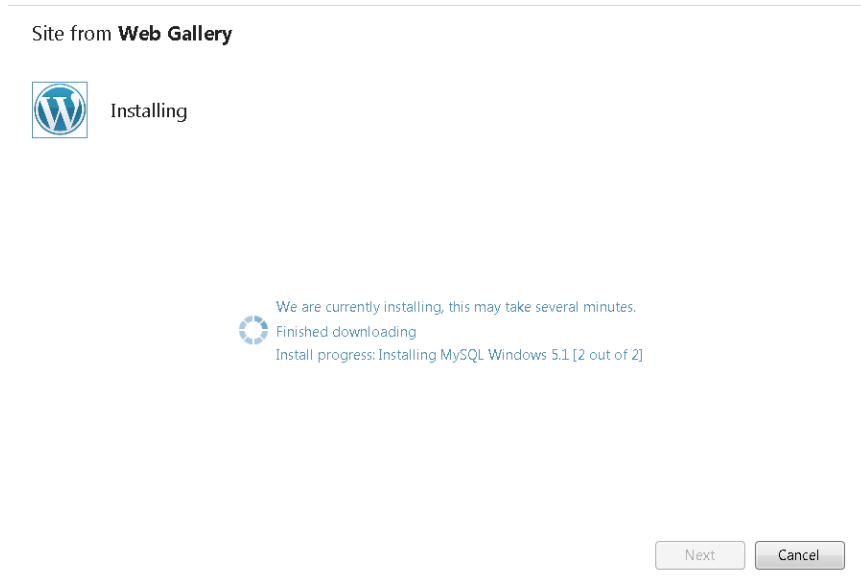 Site from Web Gallery
W
Installing
We are currently installing, this may take several minutes.
Finished downloading
Install progress: Installing MySQL Windows 5.1 [2 out of 2]
Next
Cancel